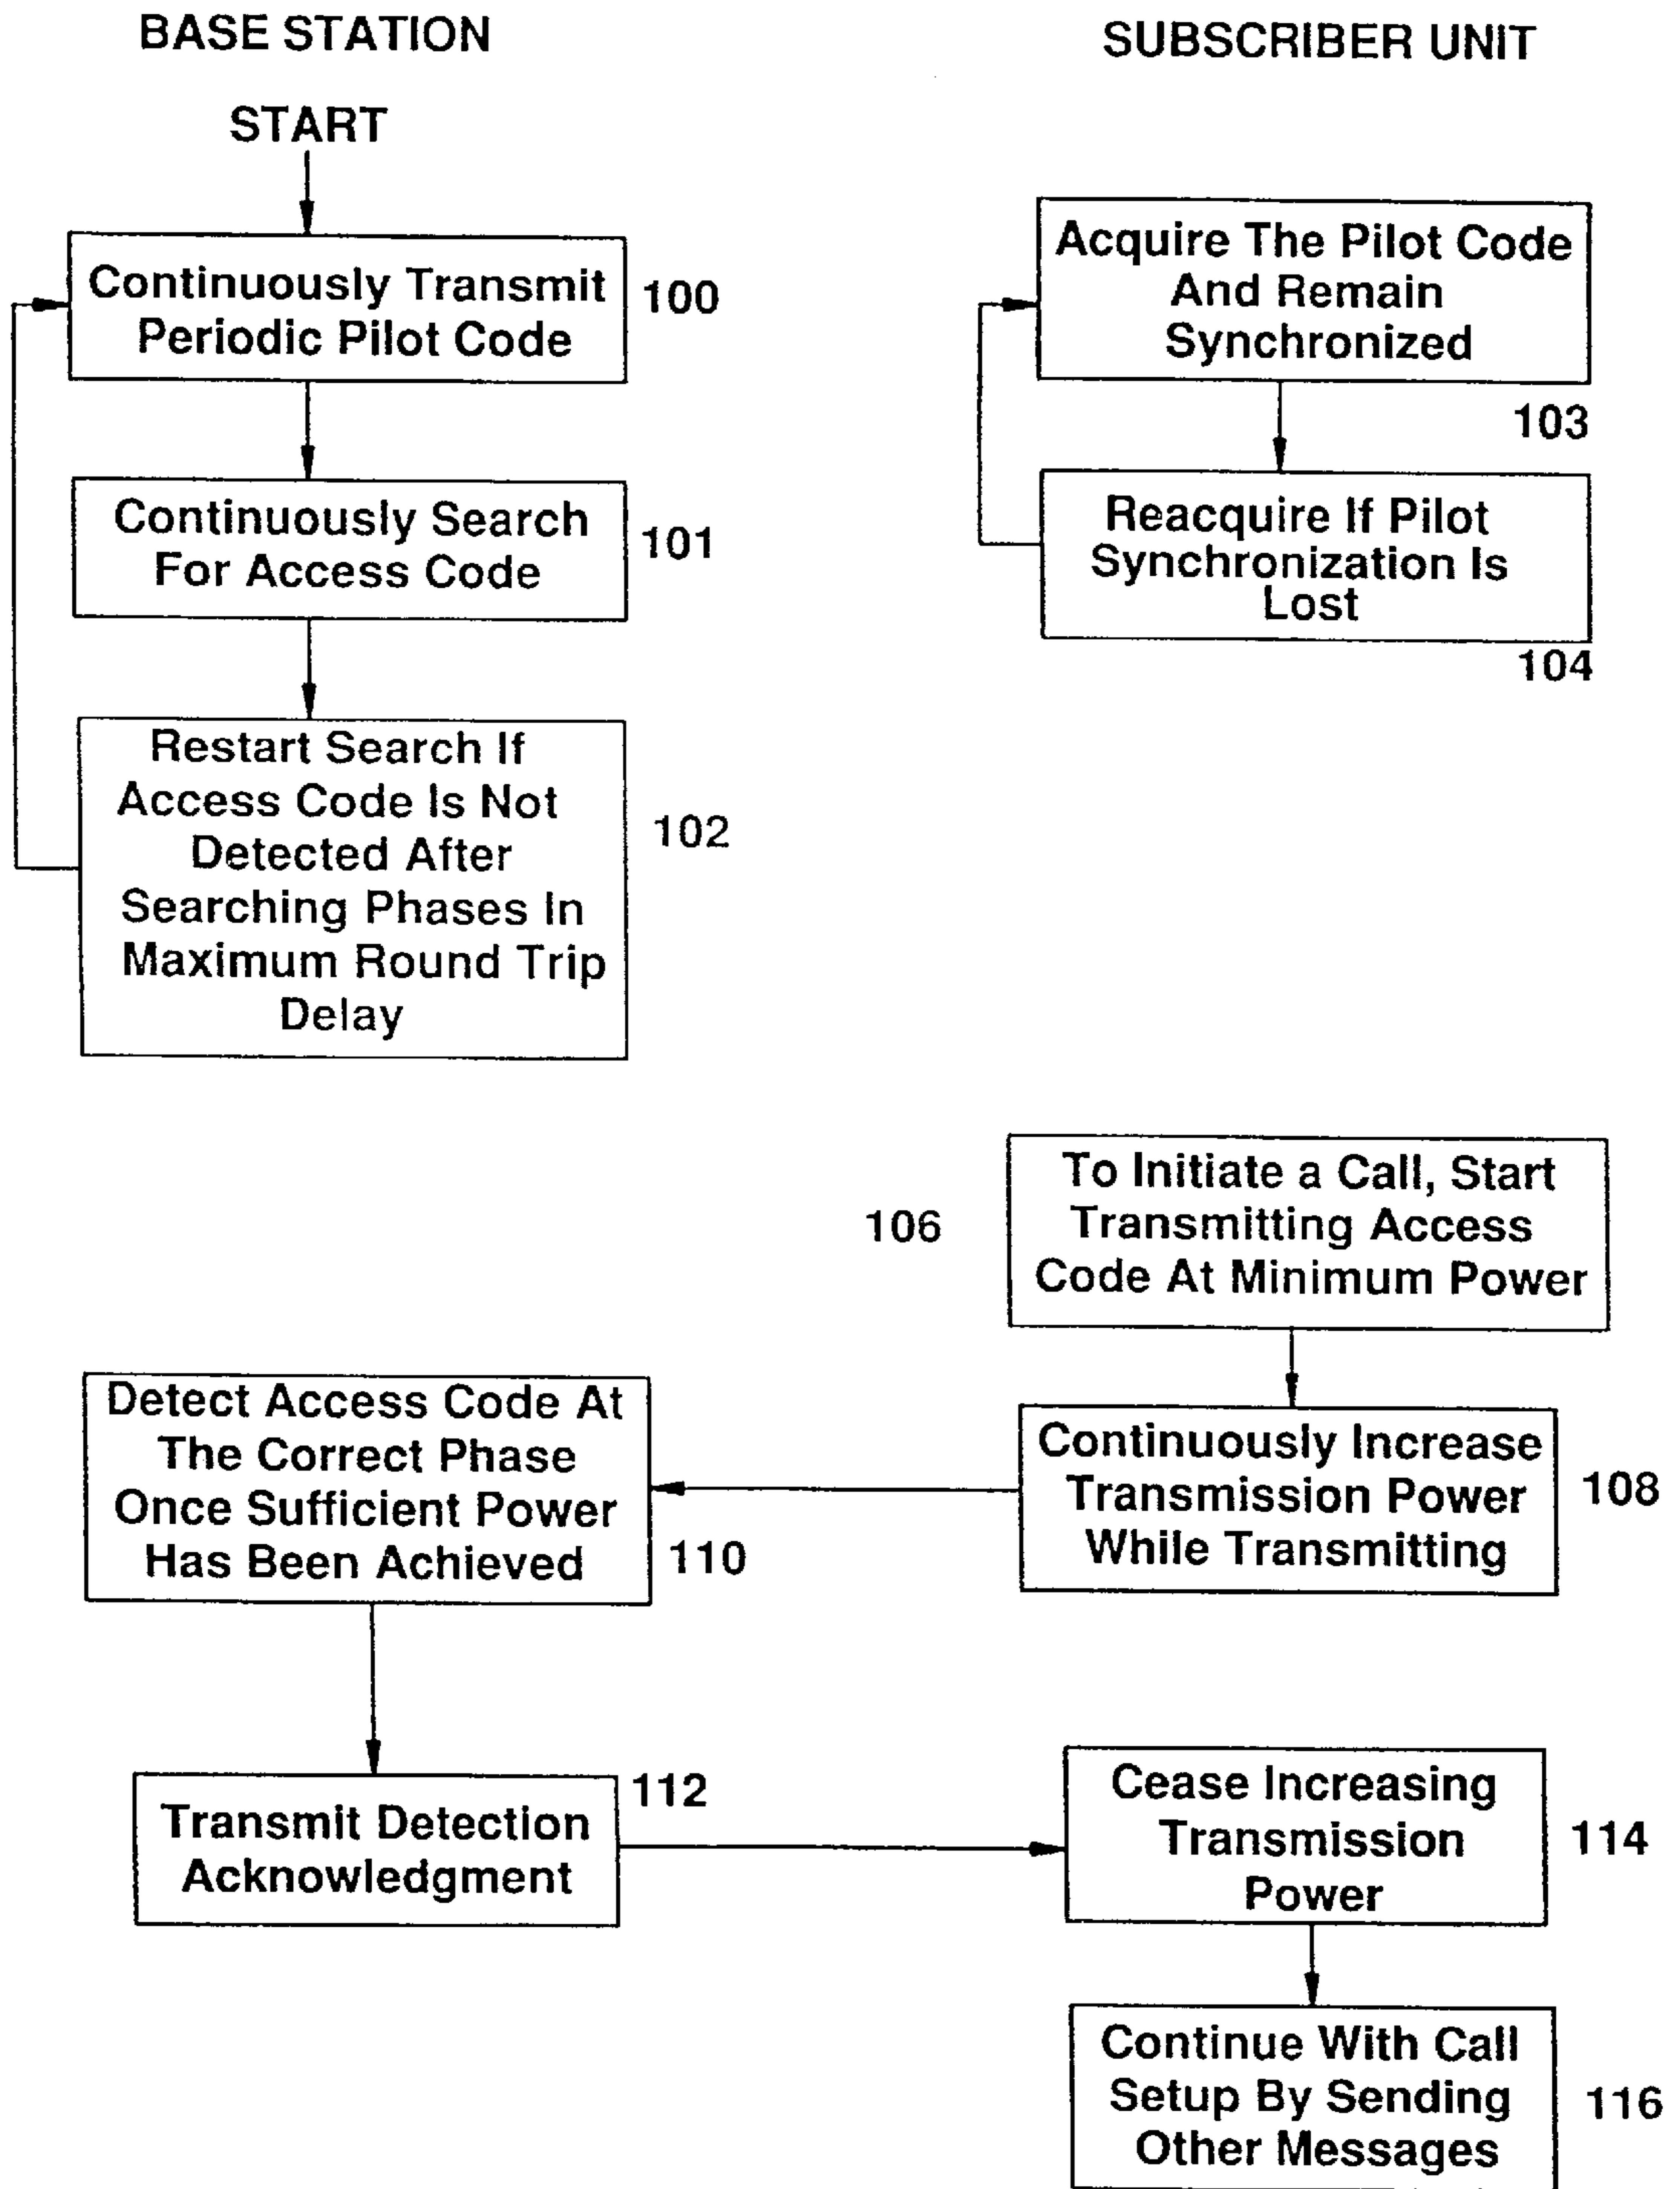 BASE STATION
SUBSCRIBER UNIT
START
Continuously Transmit
Periodic Pilot Code
100
Acquire The Pilot Code
And Remain
Synchronized
103
Continuously Search
For Access Code
101
Reacquire If Pilot
Synchronization Is
Lost
104
Restart Search If
Access Code Is Not
Detected After
Searching Phases In
Maximum Round Trip
Delay
102
To Initiate a Call, Start
Transmitting Access
Code At Minimum Power
106
Continuously Increase
Transmission Power
While Transmitting
108
Detect Access Code At
The Correct Phase
Once Sufficient Power
Has Been Achieved
110
Transmit Detection
Acknowledgment
112
Cease Increasing
Transmission
Power
114
Continue With Call
Setup By Sending
Other Messages
116